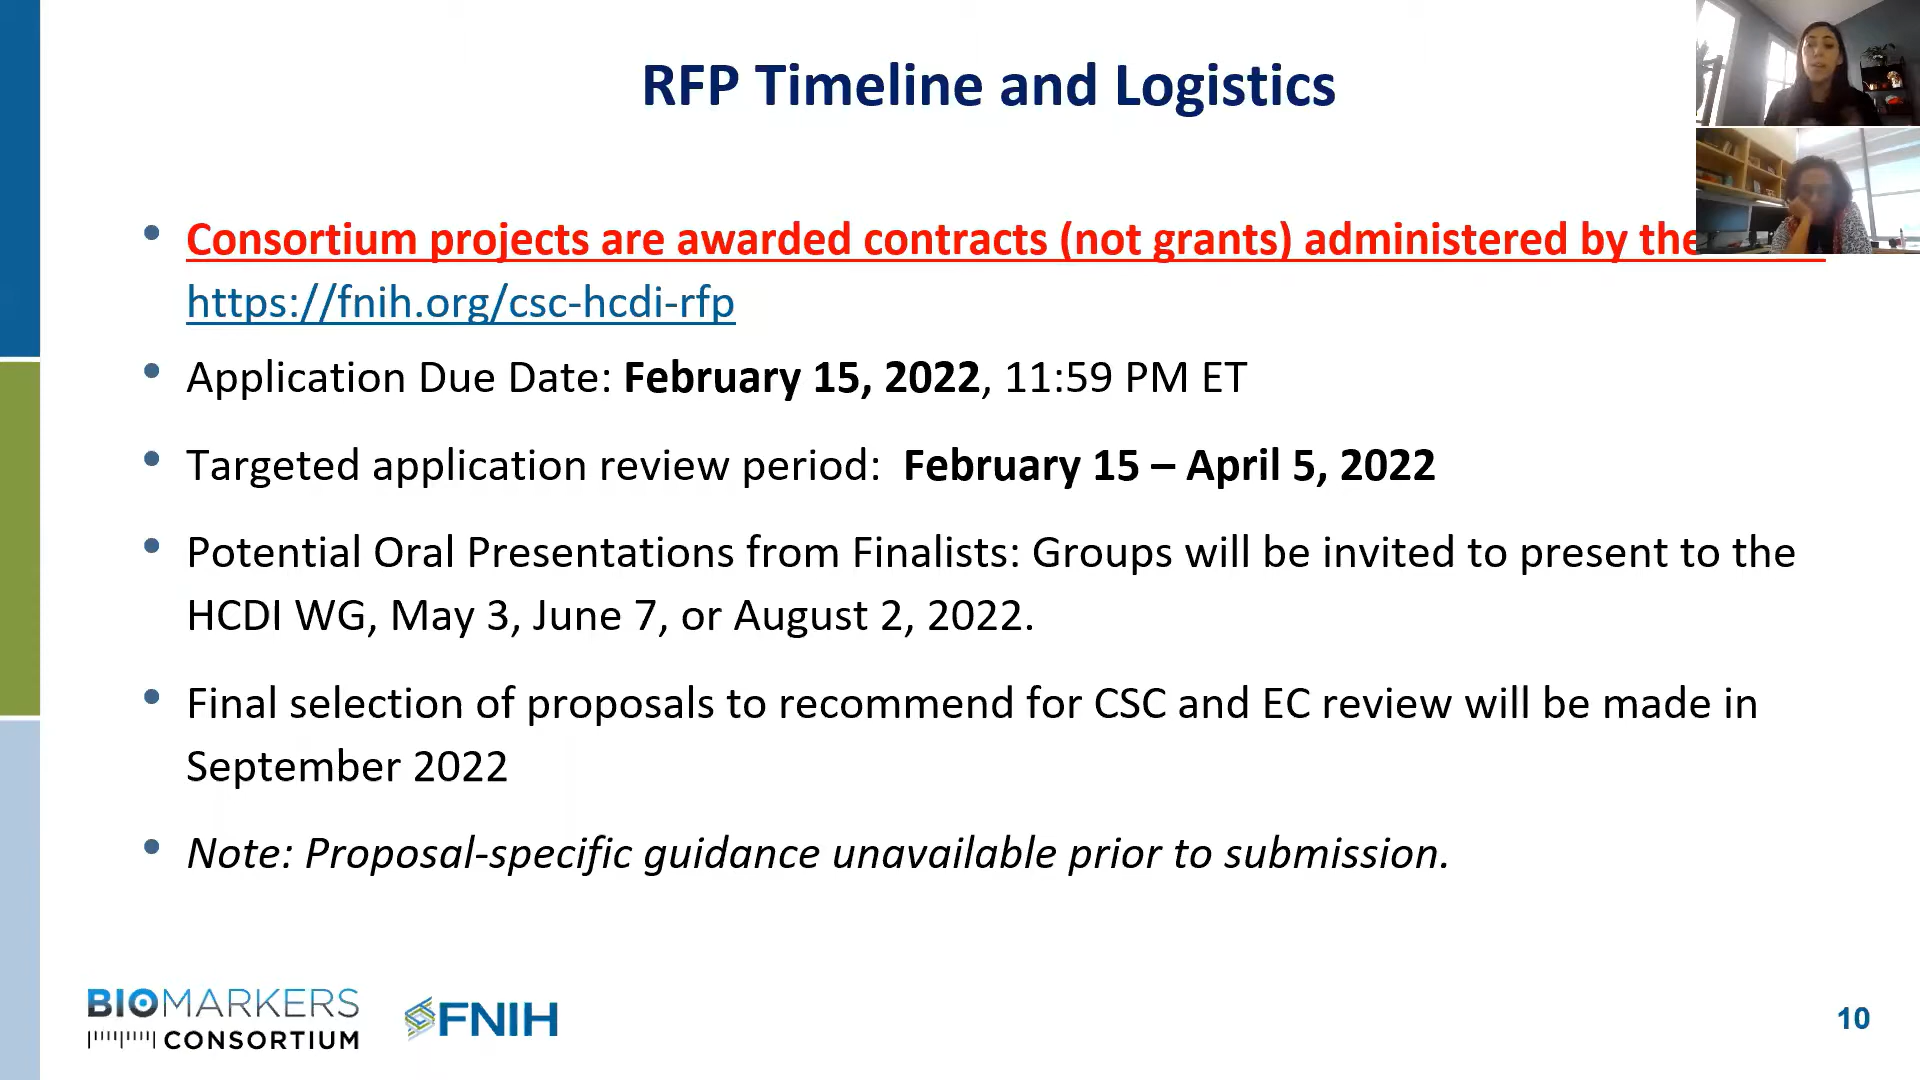 RFP Timeline and Logistics
• Consortium projects are awarded contracts (not grants) administered by the
https://fnih.org/csc-hcdi-rfp
• Application Due Date: February 15, 2022, 11:59 PM ET
• Targeted application review period: February 15 – April 5, 2022
• Potential Oral Presentations from Finalists: Groups will be invited to present to the
HCDI WG, May 3, June 7, or August 2, 2022.
• Final selection of proposals to recommend for CSC and EC review will be made in
September 2022
• Note: Proposal-specific guidance unavailable prior to submission.
BIOMARKERS
CONSORTIUM
FNIH
10